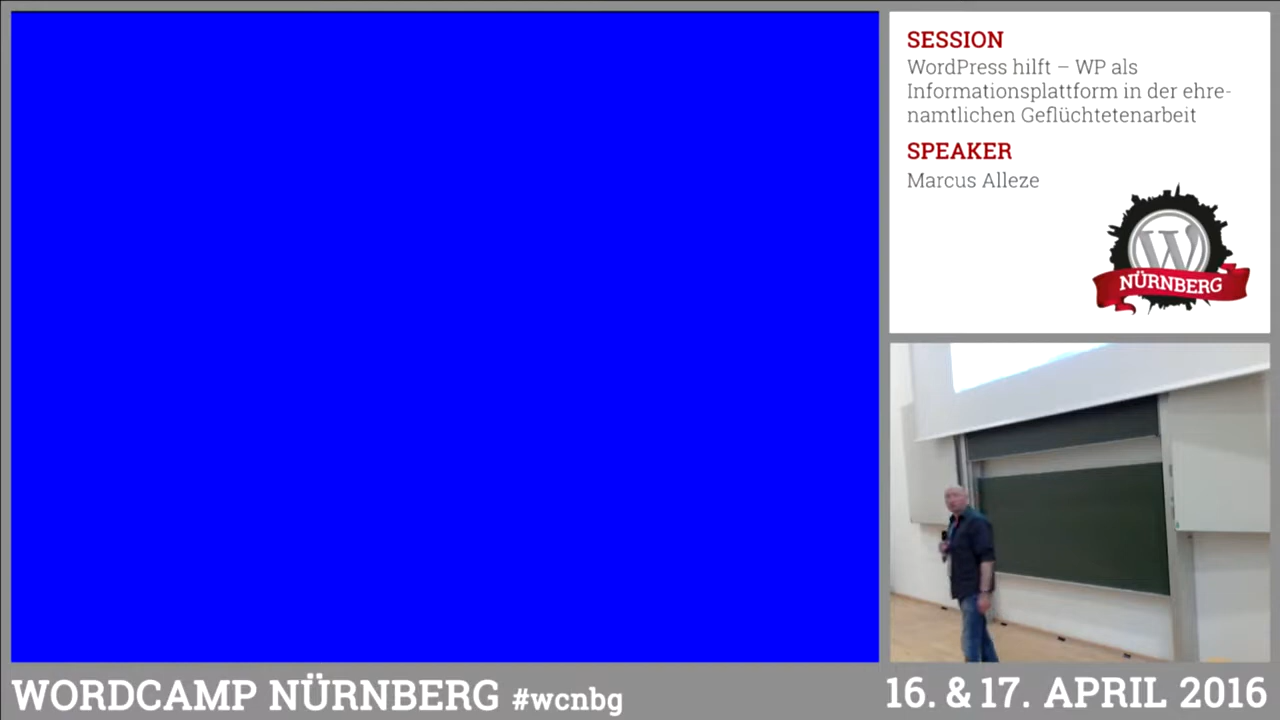 SESSION
WordPress hilft – WP als
Informationsplattform in der ehre-
namtlichen Geflüchtetenarbeit
SPEAKER
Marcus Alleze
W
NÜRNBERG
WORDCAMP NÜRNBERG #wcnbg
16. & 17. APRIL 2016